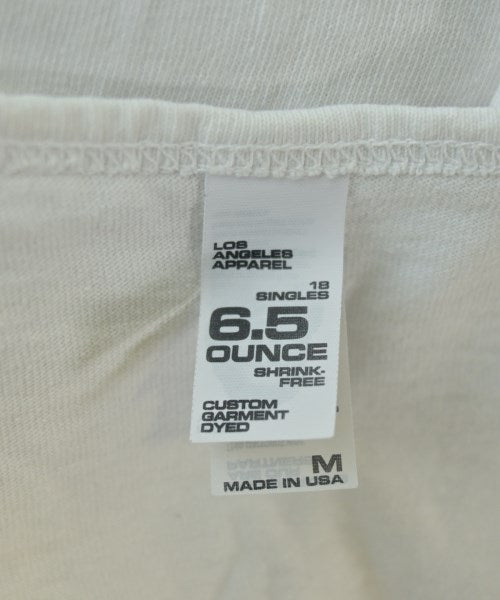 LOS
ANGELES
APPAREL
18
SINGLES
6.5
OUNCE
SHRINK-
FREE
CUSTOM
GARMENT
DYED
M
MADE IN USA